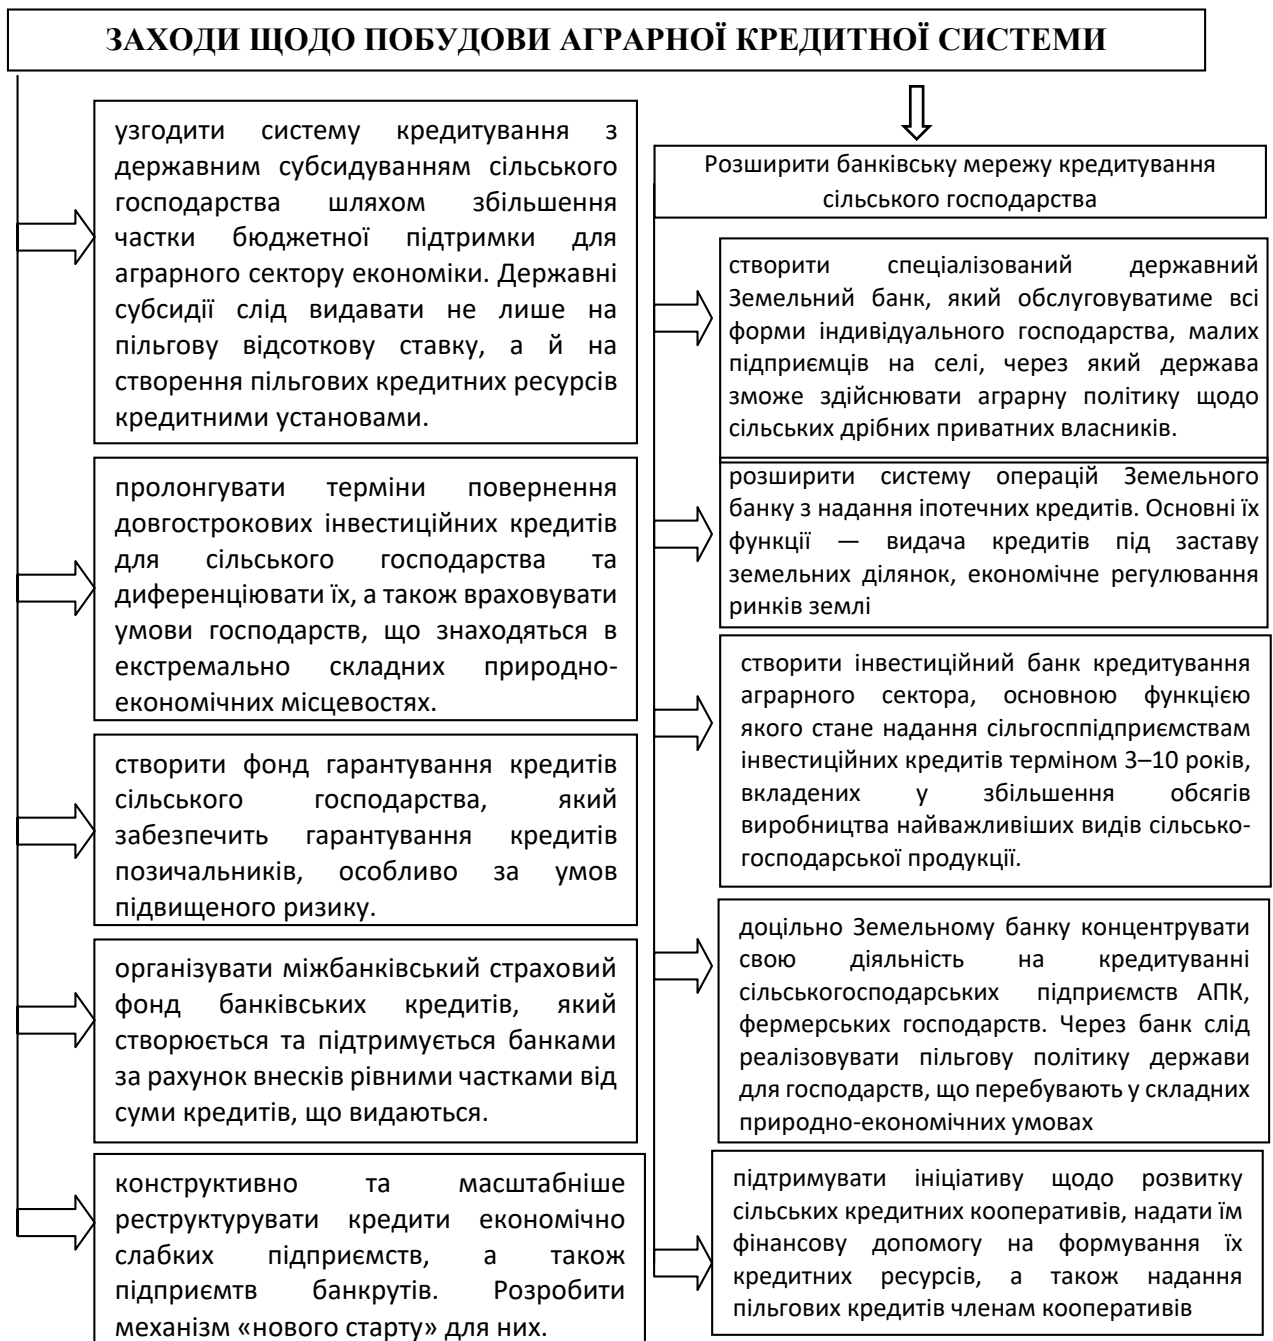 ЗАХОДИ ЩОДО ПОБУДОВИ АГРАРНОЇ КРЕДИТНОЇ СИСТЕМИ
узгодити систему кредитування з
державним субсидуванням сільського
господарства шляхом збільшення
частки бюджетної підтримки для
аграрного сектору економіки. Державні
субсидії слід видавати не лише на
пільгову відсоткову ставку, а й на
створення пільгових кредитних ресурсів
кредитними установами.
пролонгувати терміни повернення
довгострокових інвестиційних кредитів
для сільського господарства та
диференціювати їх, а також враховувати
умови господарств, що знаходяться в
екстремально складних природно-
економічних місцевостях.
створити фонд гарантування кредитів
сільського господарства, який
забезпечить гарантування кредитів
позичальників, особливо за умов
підвищеного ризику.
організувати міжбанківський страховий
фонд банківських кредитів, який
створюється та підтримується банками
за рахунок внесків рівними частками від
суми кредитів, що видаються.
конструктивно та масштабніше
реструктурувати кредити економічно
слабких підприємств, а також
підприємтв банкрутів. Розробити
механізм «нового старту» для них.
Розширити банківську мережу кредитування
сільського господарства
створити спеціалізований державний
Земельний банк, який обслуговуватиме всі
форми індивідуального господарства, малих
підприємців на селі, через який держава
зможе здійснювати аграрну політику щодо
сільських дрібних приватних власників.
розширити систему операцій Земельного
банку з надання іпотечних кредитів. Основні їх
функції — видача кредитів під заставу
земельних ділянок, економічне регулювання
ринків землі
створити інвестиційний банк кредитування
аграрного сектора, основною функцією
якого стане надання сільгосппідприємствам
інвестиційних кредитів терміном 3–10 років,
вкладених у збільшення обсягів
виробництва найважливіших видів сільсько-
господарської продукції.
доцільно Земельному банку концентрувати
свою діяльність на кредитуванні
сільськогосподарських підприємств АПК,
фермерських господарств. Через банк слід
реалізовувати пільгову політику держави
для господарств, що перебувають у складних
природно-економічних умовах
підтримувати ініціативу щодо розвитку
сільських кредитних кооперативів, надати їм
фінансову допомогу на формування їх
кредитних ресурсів, а також надання
пільгових кредитів членам кооперативів